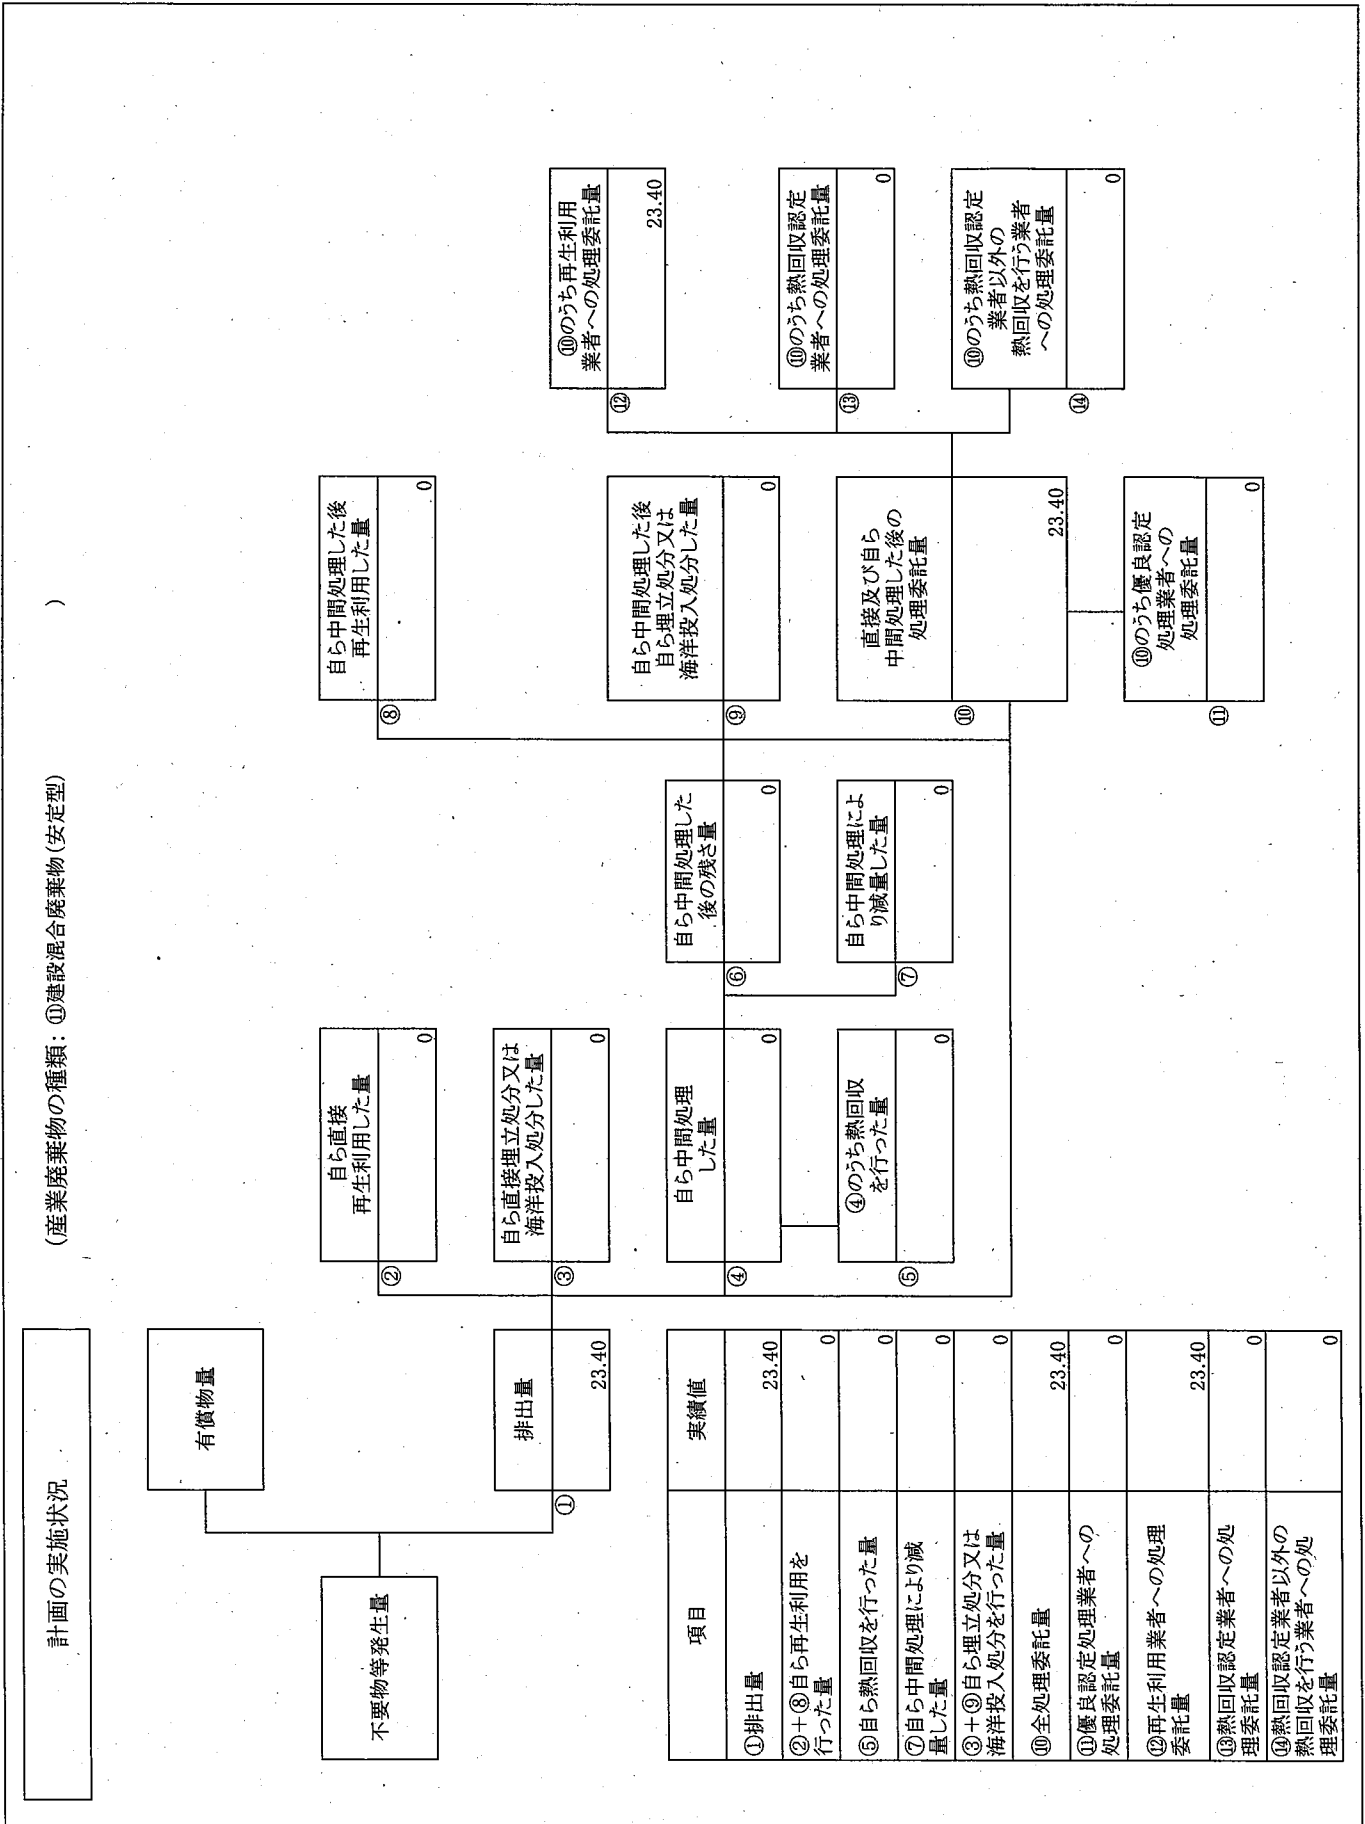 計画の実施状況
(産業廃棄物の種類:⑪建設混合廃棄物(安定型) )
不要物等発生量
有償物量
排出量
①
23.40
自ら直接
再生利用した量
②
0
自ら直接埋立処分又は
海洋投入処分した量
③
0
自ら中間処理
した量
④
0
④のうち熱回収
を行った量
⑤
0
自ら中間処理した
後の残さ量
⑥
0
自ら中間処理によ
り減量した量
⑦
0
自ら中間処理した後
再生利用した量
⑧
0
自ら中間処理した後
自ら埋立処分又は
海洋投入処分した量
⑨
0
直接及び自ら
中間処理した後の
処理委託量
⑩
23.40
⑩のうち優良認定
処理業者への
処理委託量
⑪
0
⑩のうち再生利用
業者への処理委託量
⑫
23.40
⑩のうち熱回収認定
業者への処理委託量
⑬
0
⑩のうち熱回収認定
業者以外の
熱回収を行う業者
への処理委託量
⑭
0
項目 実績値
①排出量 23.40
②+⑧自ら再生利用を
行った量 0
⑤自ら熱回収を行った量 0
⑦自ら中間処理により減
量した量 0
③+⑨自ら埋立処分又は
海洋投入処分を行った量 0
⑩全処理委託量 23.40
⑪優良認定処理業者への
処理委託量 0
⑫再生利用業者への処理
委託量 23.40
⑬熱回収認定業者への処
理委託量 0
⑭熱回収認定業者以外の
熱回収を行う業者への処
理委託量 0